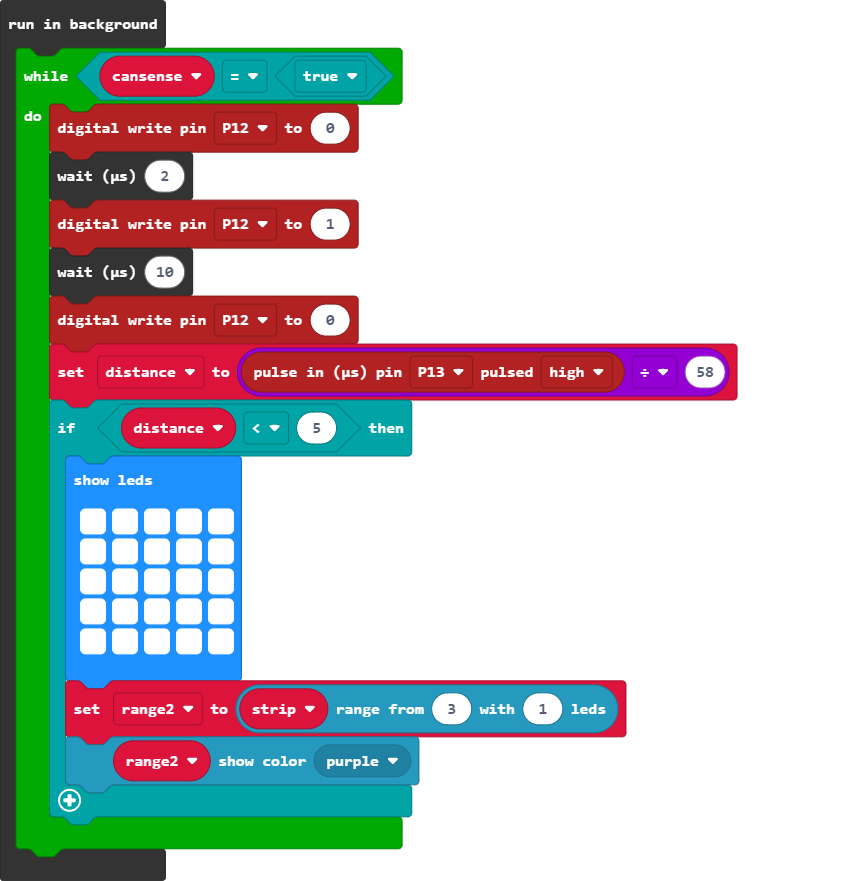 run in background
while cansense = true
do
digital write pin P12 to 0
wait (µs) 2
digital write pin P12 to 1
wait (µs) 10
digital write pin P12 to 0
set distance to pulse in (µs) pin P13 pulsed high ÷ 58
if distance < 5 then
show leds
set range2 to strip range from 3 with 1 leds
range2 show color purple